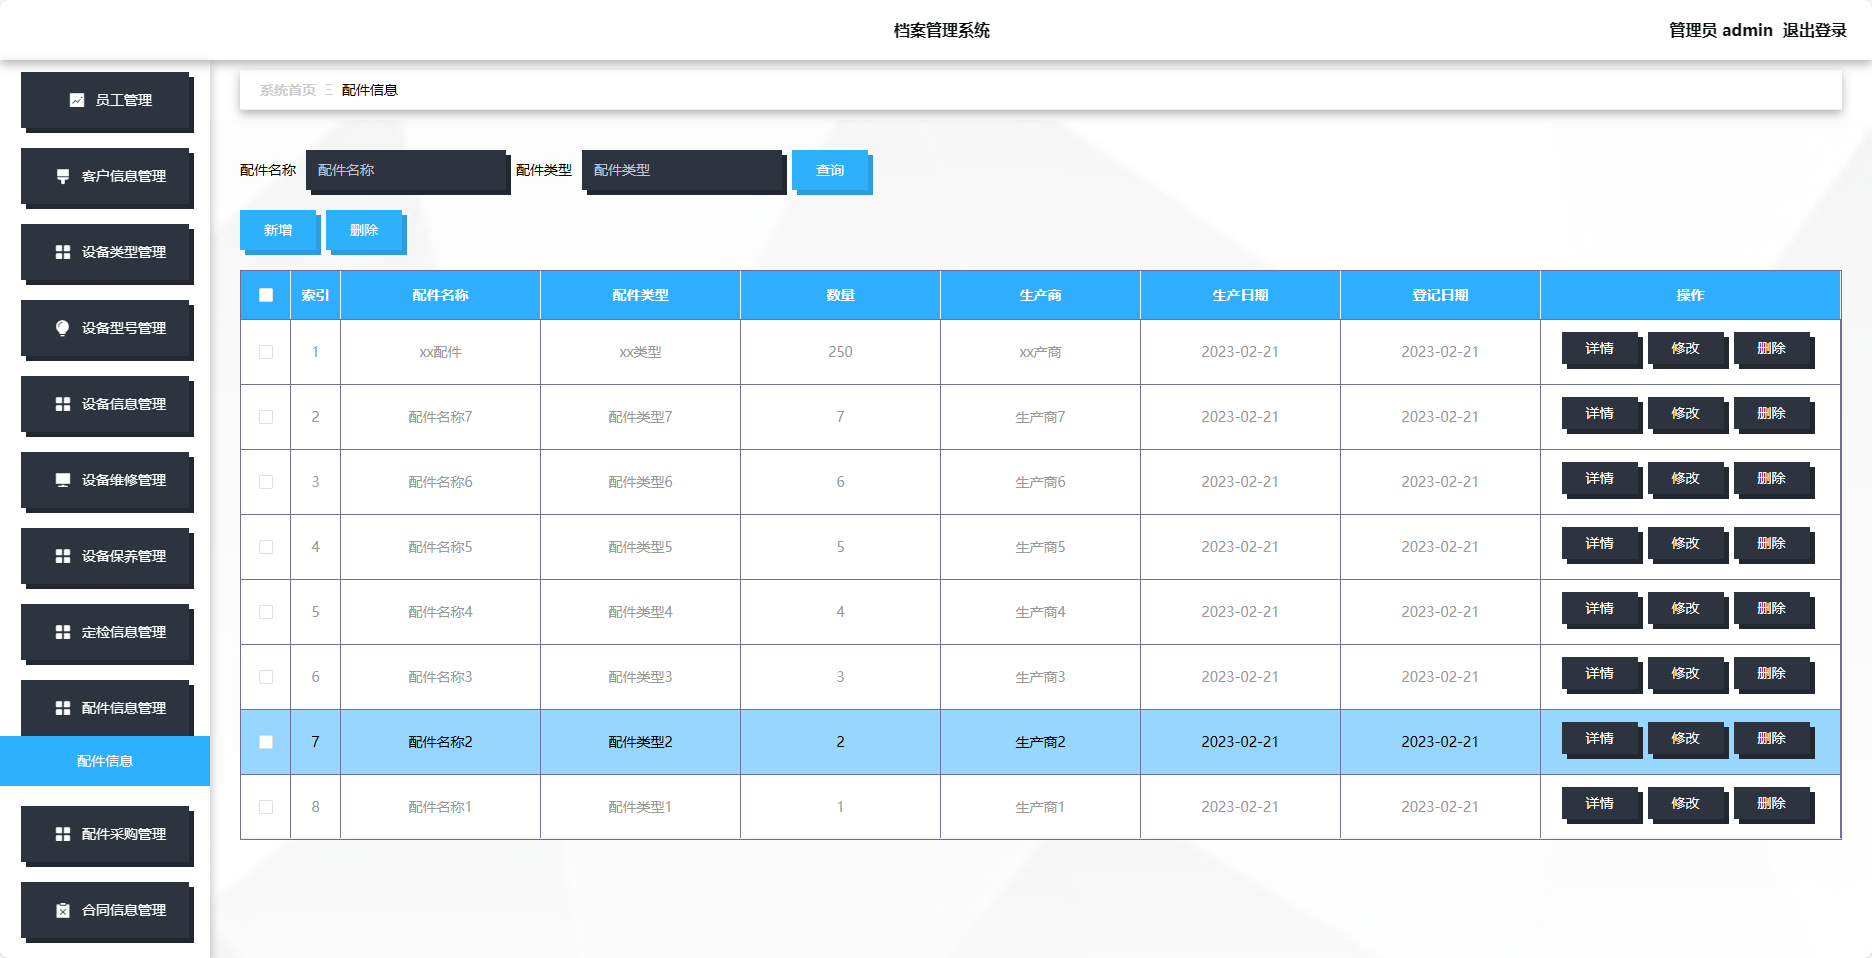 档案管理系统
管理员 admin 退出登录
员工管理
客户信息管理
设备类型管理
设备型号管理
设备信息管理
设备维修管理
设备保养管理
定检信息管理
配件信息管理
配件信息
配件采购管理
合同信息管理
系统首页 Ξ 配件信息
配件名称 配件名称 配件类型 配件类型 查询
新增 删除
索引 配件名称 配件类型 数量 生产商 生产日期 登记日期 操作
1 xx配件 xx类型 250 xx产商 2023-02-21 2023-02-21 详情 修改 删除
2 配件名称7 配件类型7 7 生产商7 2023-02-21 2023-02-21 详情 修改 删除
3 配件名称6 配件类型6 6 生产商6 2023-02-21 2023-02-21 详情 修改 删除
4 配件名称5 配件类型5 5 生产商5 2023-02-21 2023-02-21 详情 修改 删除
5 配件名称4 配件类型4 4 生产商4 2023-02-21 2023-02-21 详情 修改 删除
6 配件名称3 配件类型3 3 生产商3 2023-02-21 2023-02-21 详情 修改 删除
7 配件名称2 配件类型2 2 生产商2 2023-02-21 2023-02-21 详情 修改 删除
8 配件名称1 配件类型1 1 生产商1 2023-02-21 2023-02-21 详情 修改 删除